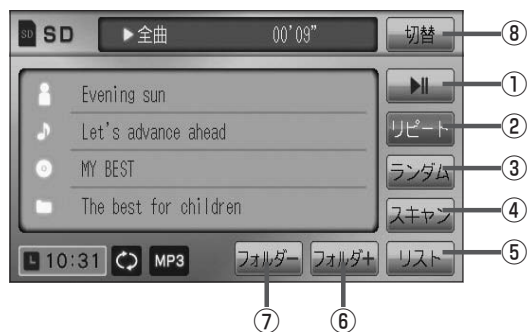 SD SD ▶全曲 00'09" 切替 ⑧
▶II ①
Evening sun
リピート ②
Let's advance ahead
ランダム ③
MY BEST
スキャン ④
The best for children
L 10:31 MP3 フォルダー フォルダ+ リスト ⑤
⑦ ⑥